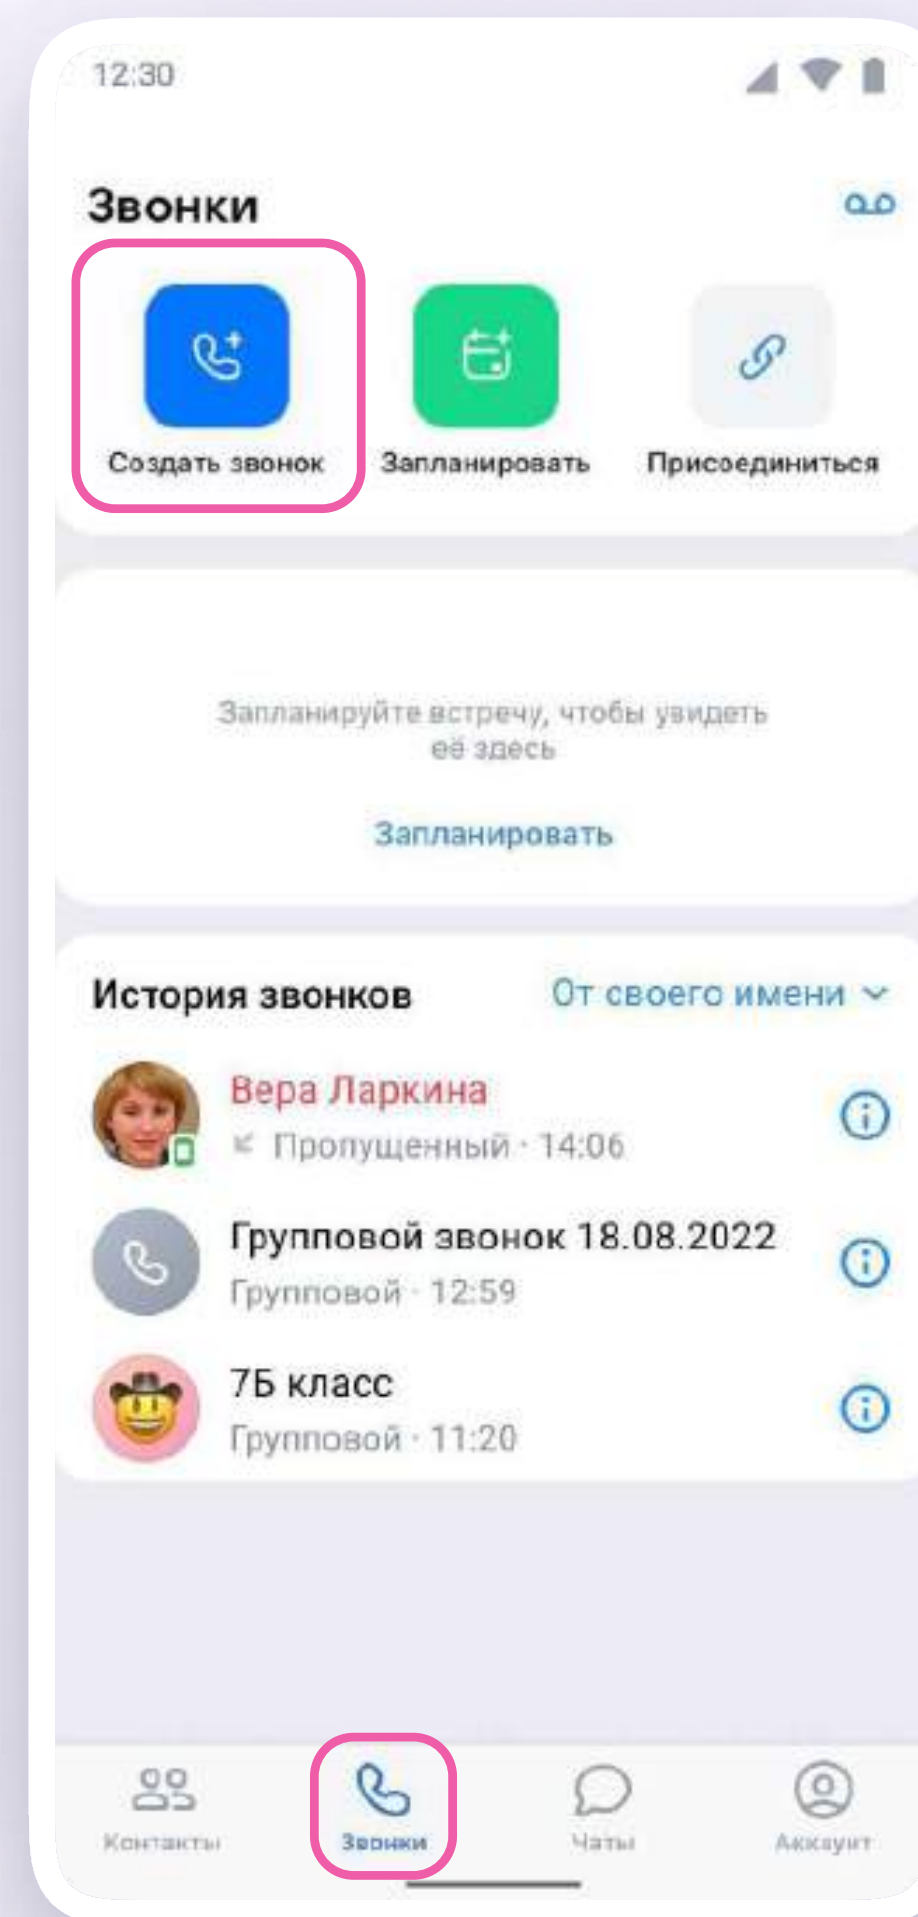 12:30
Звонки
Создать звонок
Запланировать
Присоединиться
Запланируйте встречу, чтобы увидеть
её здесь
Запланировать
История звонков
От своего имени
Вера Ларкина
Пропущенный · 14:06
Групповой звонок 18.08.2022
Групповой · 12:59
7Б класс
Групповой · 11:20
Контакты
Звонки
Чаты
Аккаунт